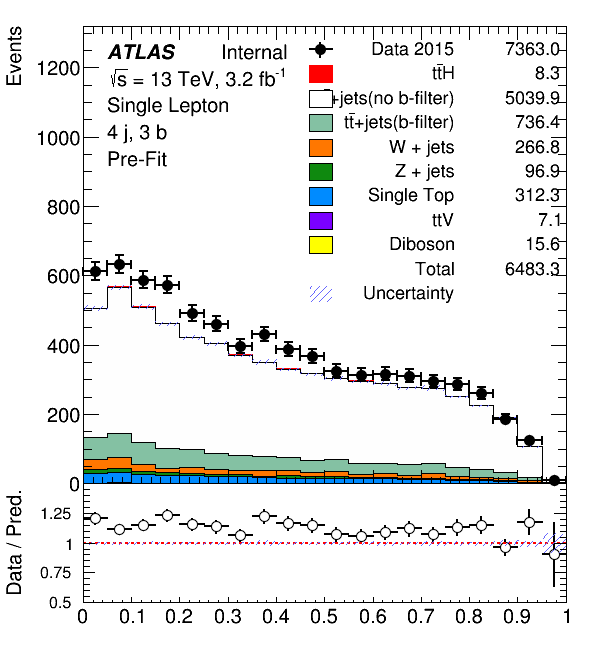 Events
1200
1000
800
600
400
200
0
ATLAS Internal
√s = 13 TeV, 3.2 fb-1
Single Lepton
4 j, 3 b
Pre-Fit
Data 2015 7363.0
tt̄H 8.3
+jets(no b-filter) 5039.9
tt̄+jets(b-filter) 736.4
W + jets 266.8
Z + jets 96.9
Single Top 312.3
ttV 7.1
Diboson 15.6
Total 6483.3
Uncertainty
Data / Pred.
1.25
1
0.75
0.5
0 0.1 0.2 0.3 0.4 0.5 0.6 0.7 0.8 0.9 1